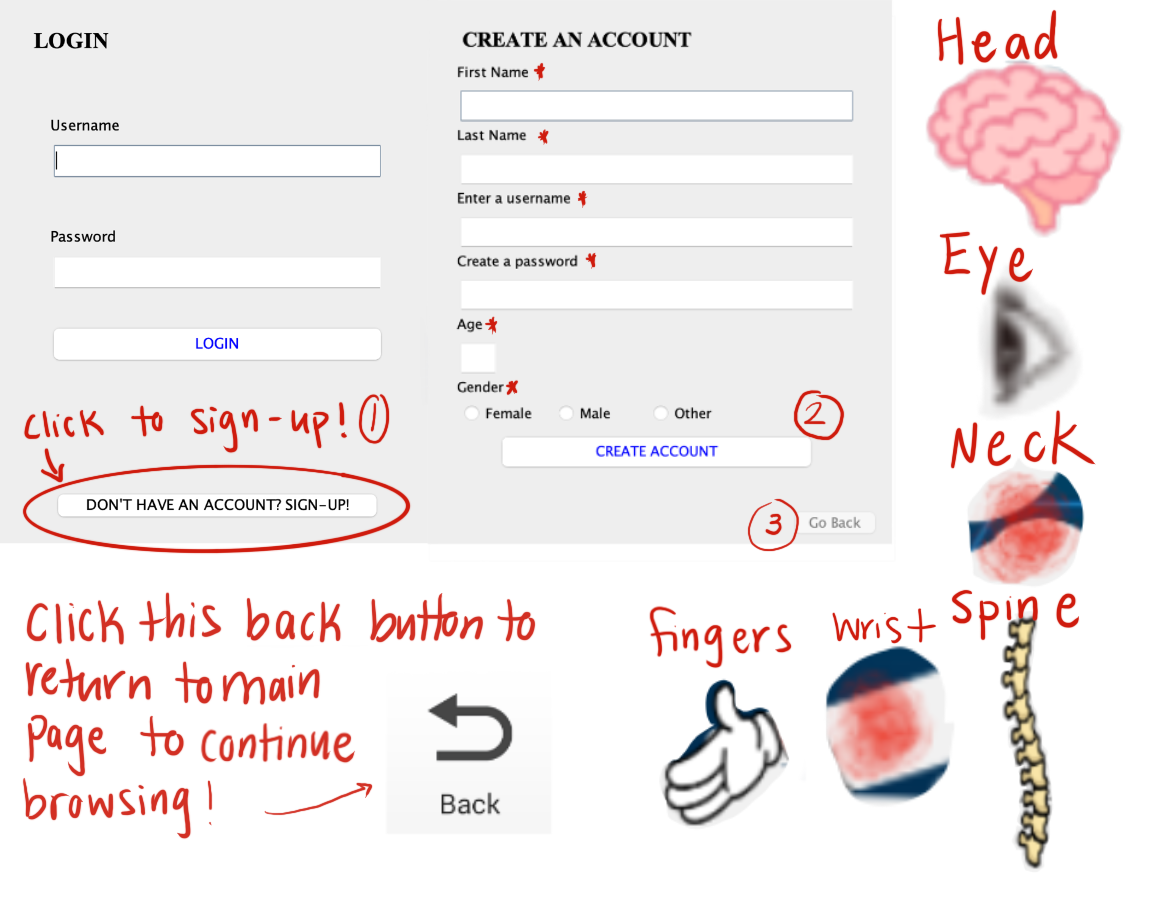 LOGIN
Username
Password
LOGIN
click to sign-up! 1
DON'T HAVE AN ACCOUNT? SIGN-UP!
CREATE AN ACCOUNT
First Name *
Last Name *
Enter a username *
Create a password *
Age *
Gender *
Female Male Other
2
CREATE ACCOUNT
3 Go Back
Head
Eye
Neck
Spine
Wrist
fingers
Click this back button to
return to main
Page to continue
browsing!
Back